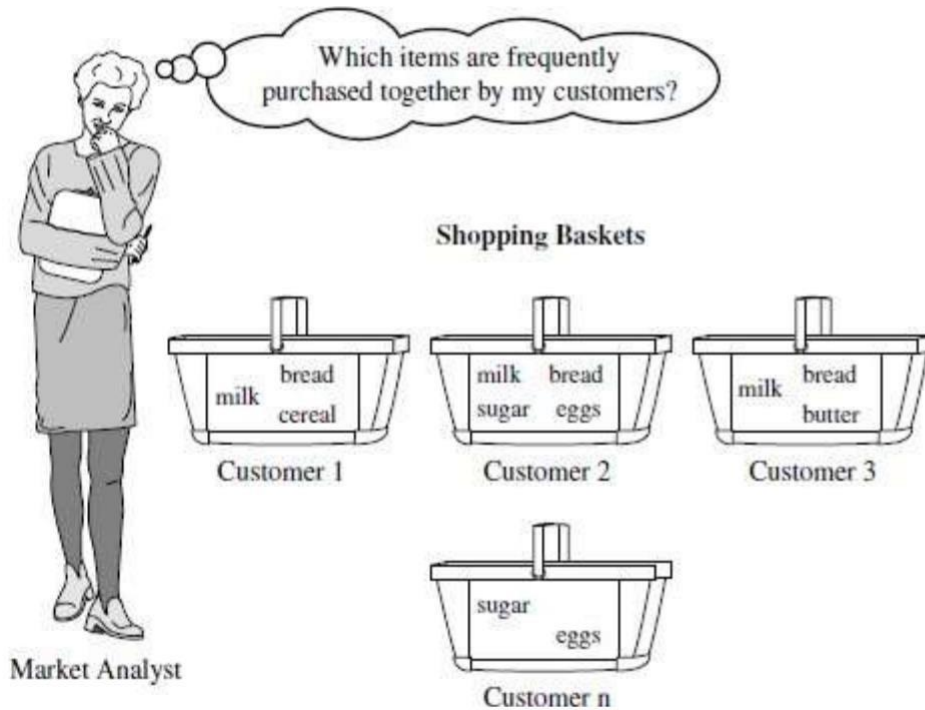 Which items are frequently
purchased together by my customers?
Shopping Baskets
milk
bread
cereal
Customer 1
milk bread
sugar eggs
Customer 2
milk
bread
butter
Customer 3
sugar
eggs
Customer n
Market Analyst